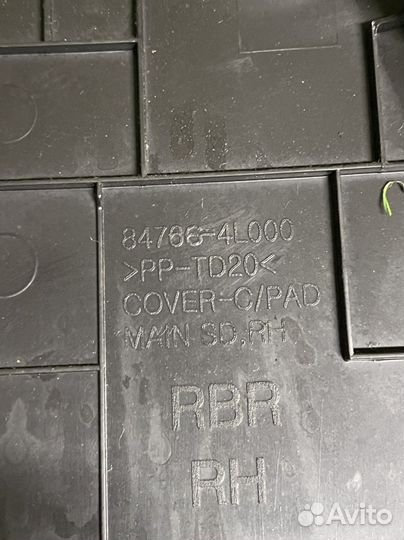 84766-4L000
>PP-TD20<
COVER-C/PAD
MAIN SD,RH
RBR
RH
Avito